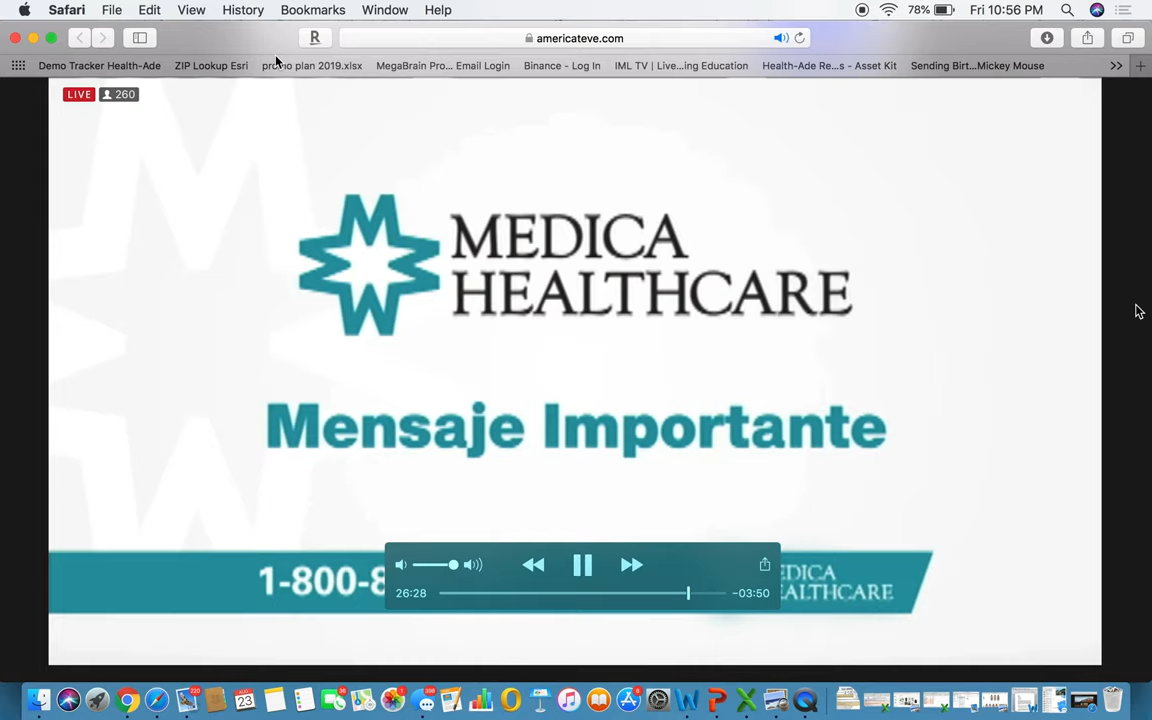 Safari File Edit View History Bookmarks Window Help 78% Fri 10:56 PM
americateve.com
Demo Tracker Health-Ade ZIP Lookup Esri promo plan 2019.xlsx MegaBrain Pro... Email Login Binance - Log In IML TV | Live...ing Education Health-Ade Re...s - Asset Kit Sending Birt...Mickey Mouse
LIVE 260
MEDICA
HEALTHCARE
Mensaje Importante
1-800-8
MEDICA
HEALTHCARE
26:28 −03:50